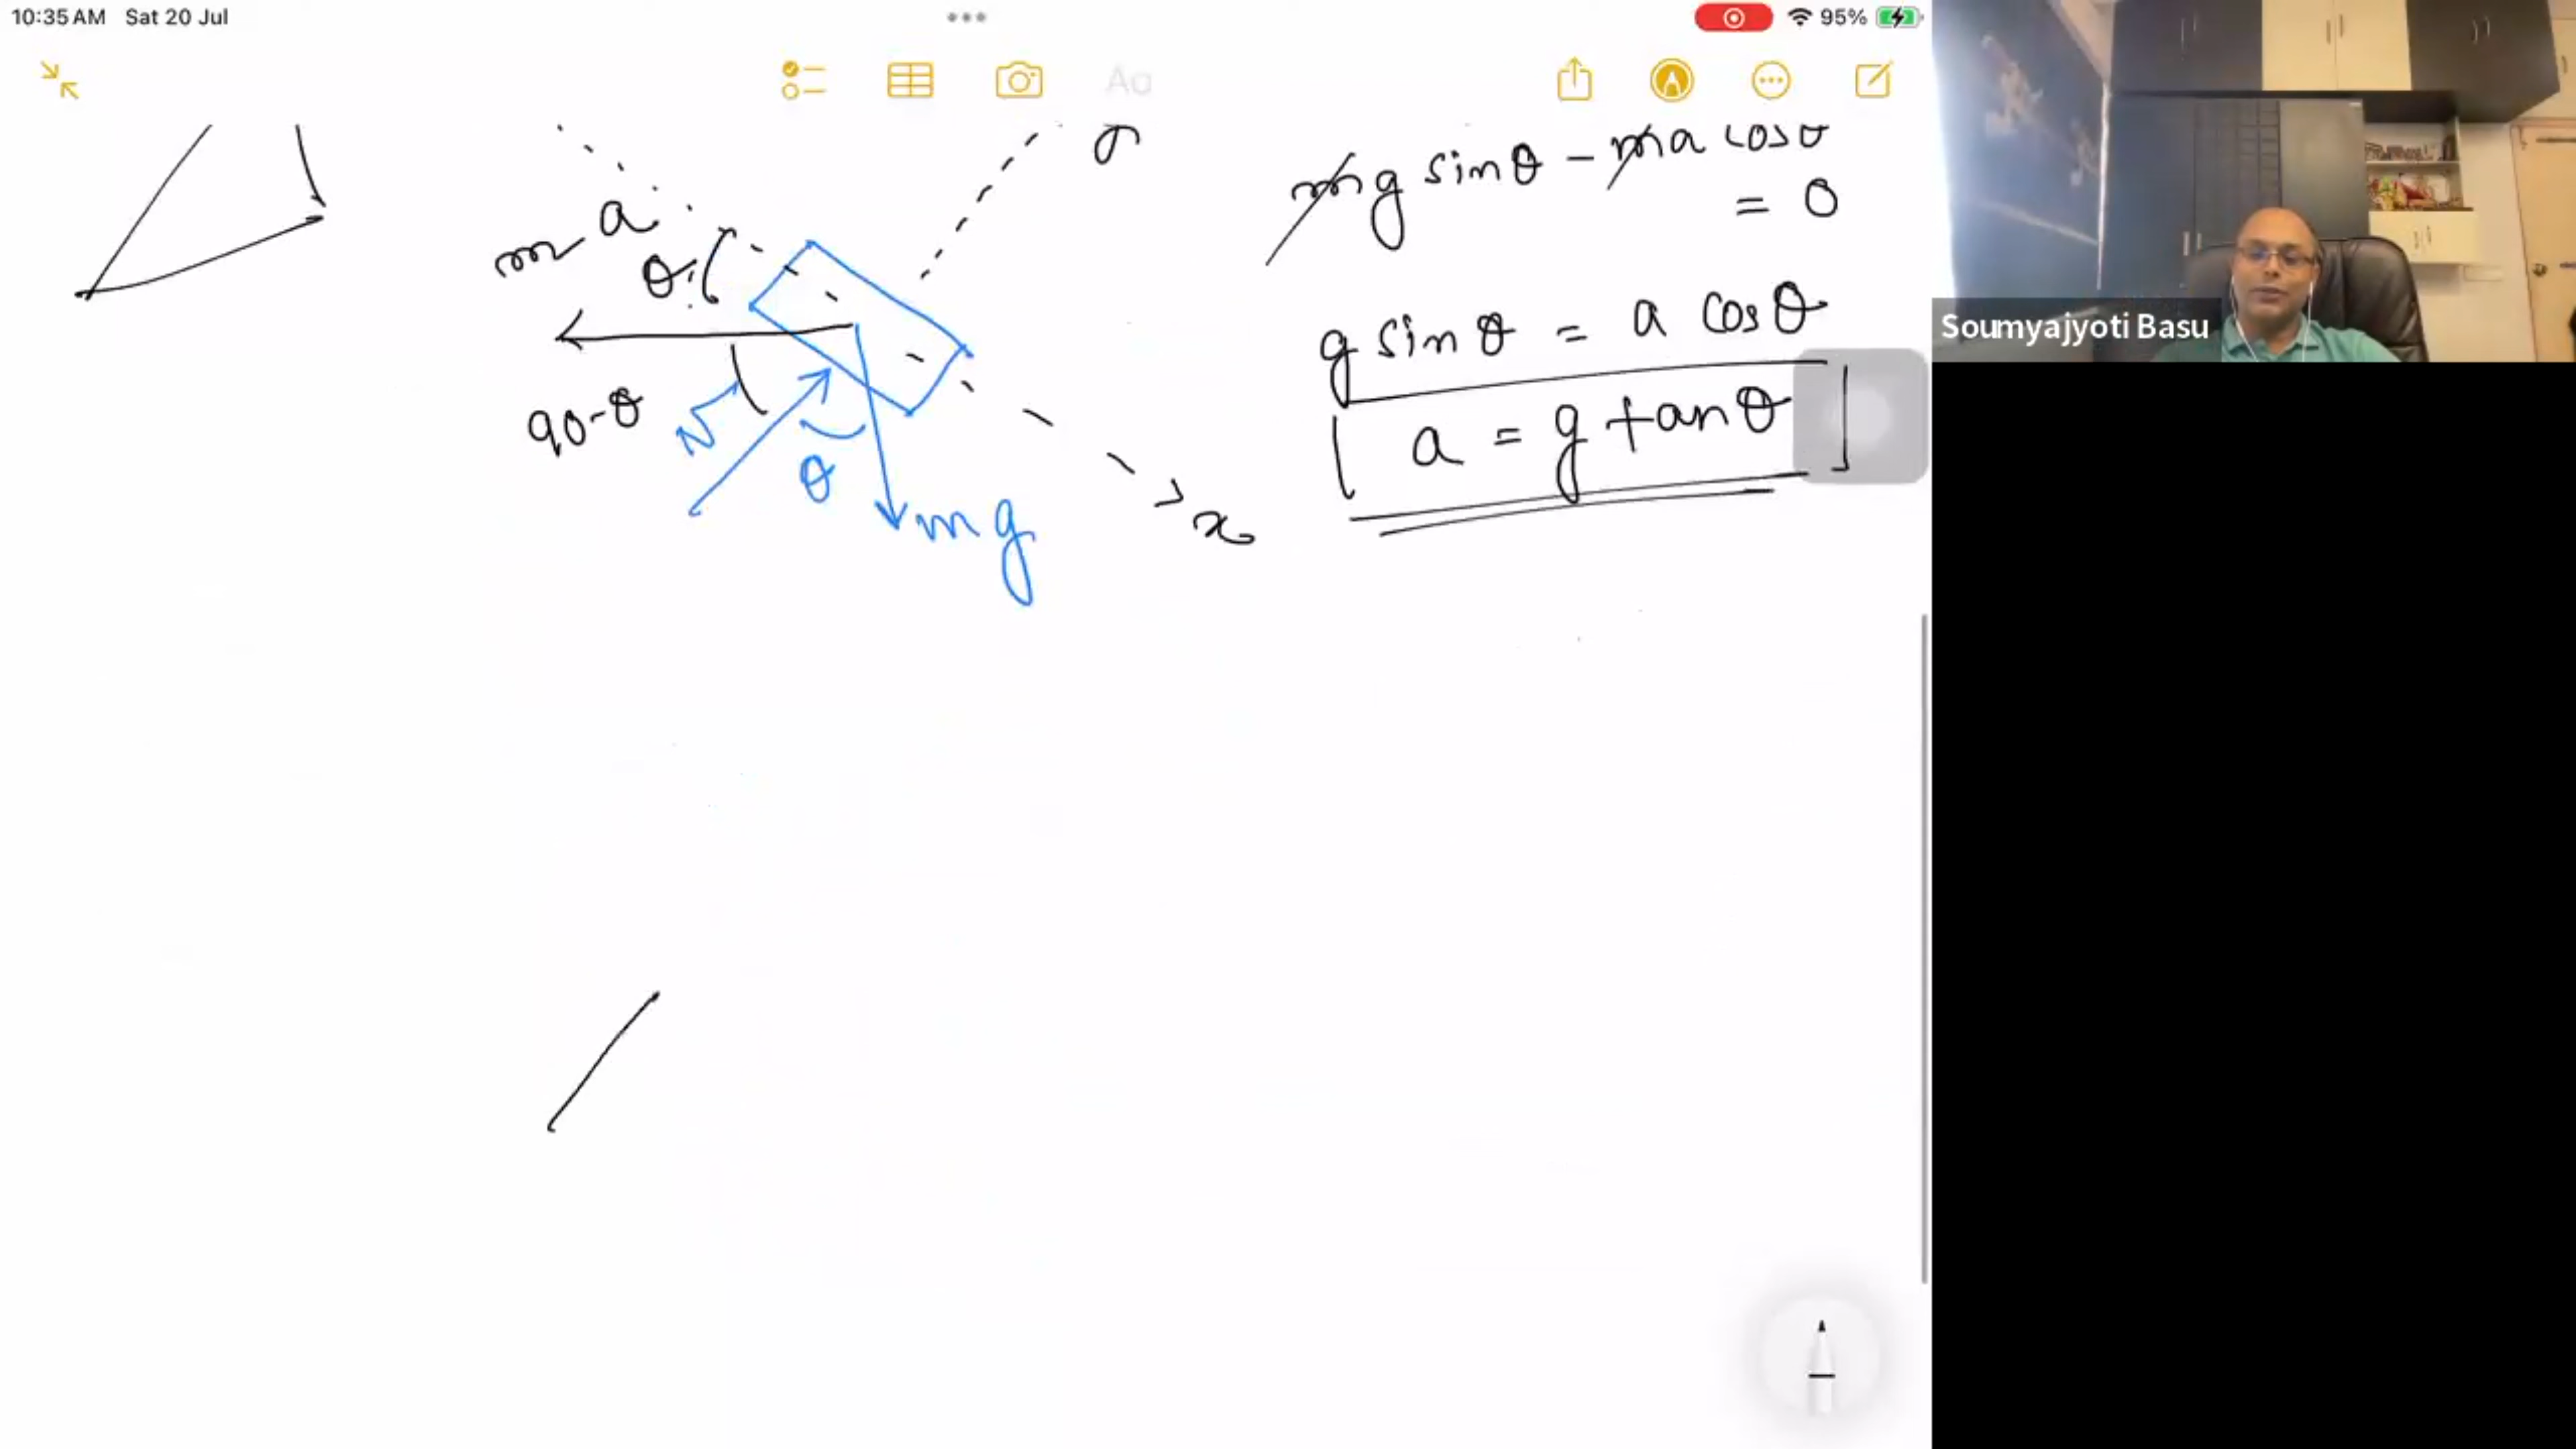 10:35 AM Sat 20 Jul
95%
Aa
ma
θ
90-θ
N
θ
mg
x
mg sinθ - ma cosθ
= 0
g sinθ = a cosθ
a = g tanθ
Soumyajyoti Basu